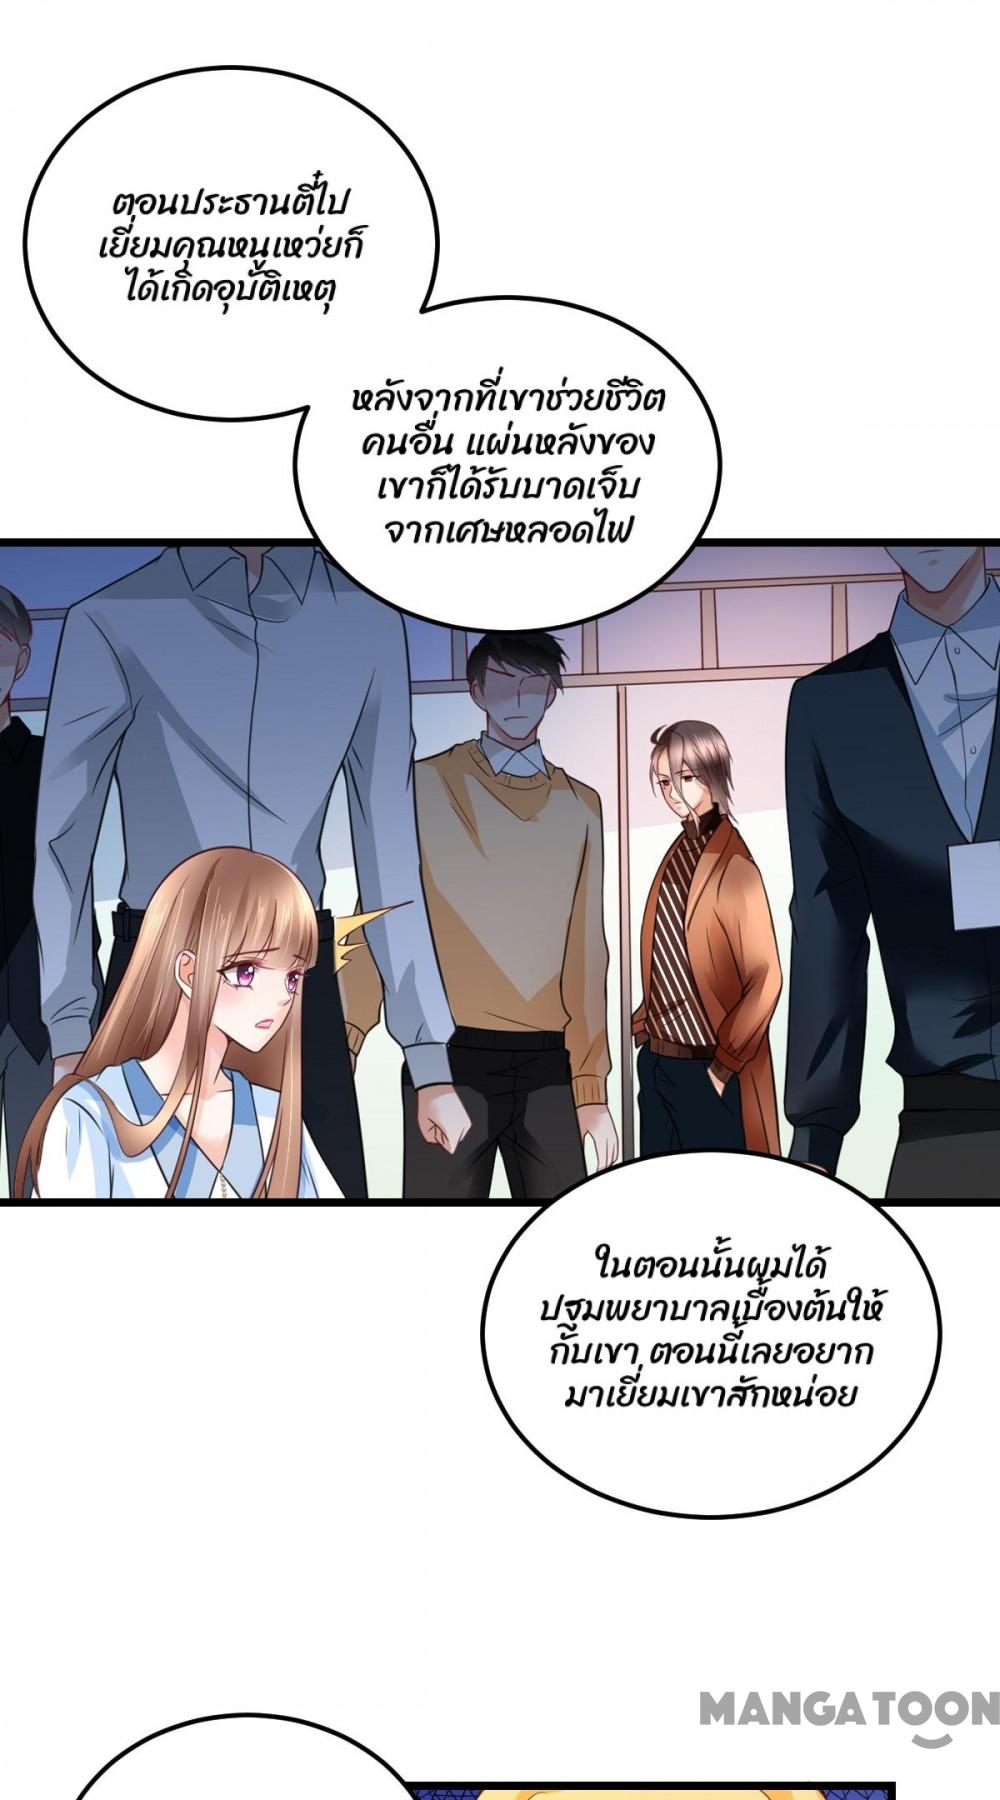 ตอนประธานตี๋ไป
เยี่ยมคุณหนูเหว่ยก็
ได้เกิดอุบัติเหตุ
หลังจากที่เขาช่วยชีวิต
คนอื่น แผ่นหลังของ
เขาก็ได้รับบาดเจ็บ
จากเศษหลอดไฟ
ในตอนนั้นผมได้
ปฐมพยาบาลเบื้องต้นให้
กับเขา ตอนนี้เลยอยาก
มาเยี่ยมเขาสักหน่อย
MANGATOON